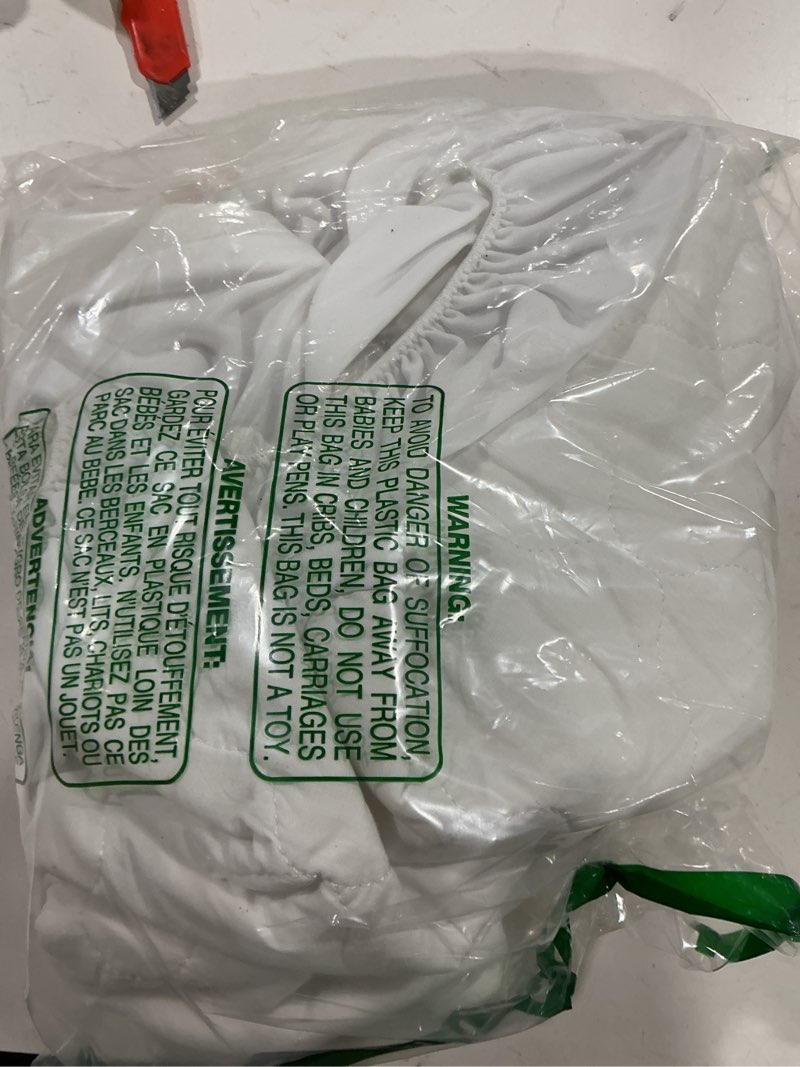 WARNING:
TO AVOID DANGER OF SUFFOCATION,
KEEP THIS PLASTIC BAG AWAY FROM
BABIES AND CHILDREN, DO NOT USE
THIS BAG IN CRIBS, BEDS, CARRIAGES
OR PLAY PENS. THIS BAG IS NOT A TOY.
AVERTISSEMENT:
POUR ÉVITER TOUT RISQUE D'ÉTOUFFEMENT,
GARDEZ CE SAC EN PLASTIQUE LOIN DES
BÉBÉS ET LES ENFANTS. N'UTILISEZ PAS CE
SAC DANS LES BERCEAUX, LITS, CHARIOTS OU
PARC AU BEBE. CE SAC N'EST PAS UN JOUET.